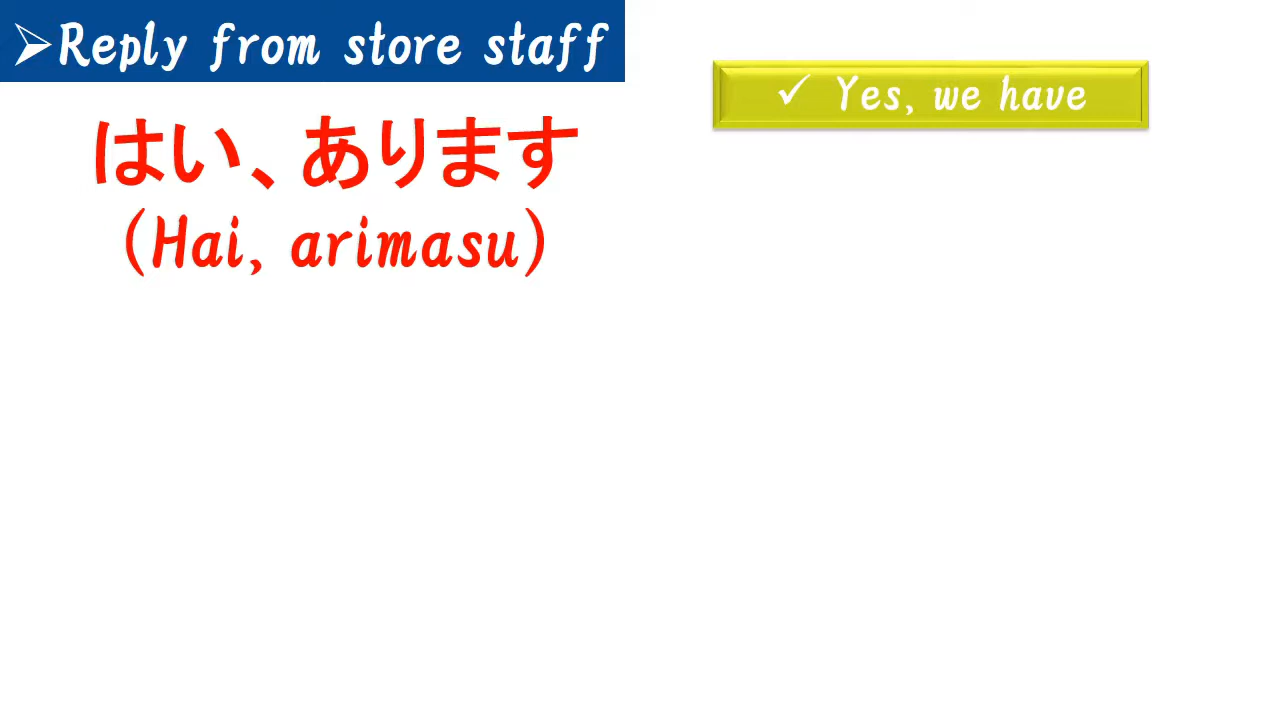 ➢Reply from store staff
はい、あります
(Hai, arimasu)
✓ Yes, we have